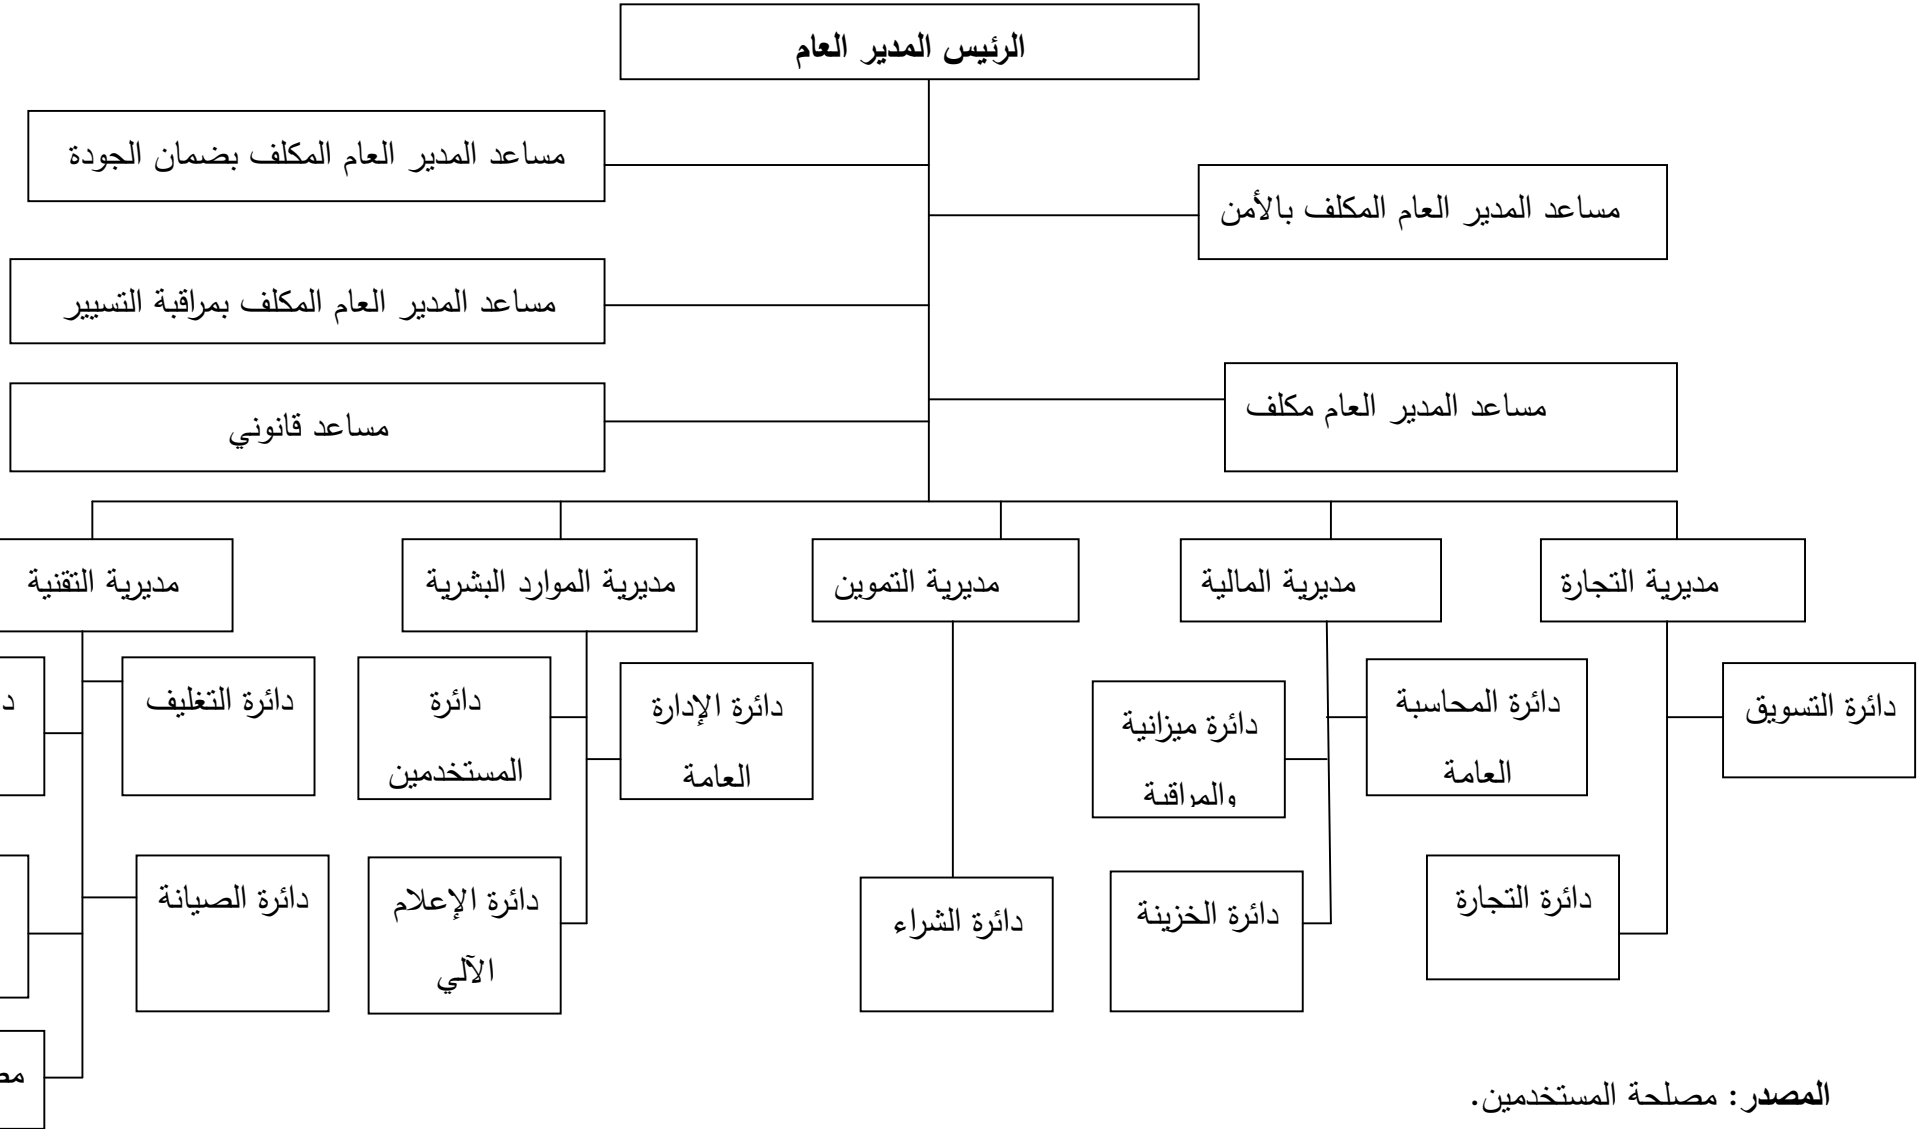 الرئيس المدير العام
مساعد المدير العام المكلف بضمان الجودة
مساعد المدير العام المكلف بالأمن
مساعد المدير العام المكلف بمراقبة التسيير
مساعد المدير العام مكلف
مساعد قانوني
مديرية التجارة
مديرية المالية
مديرية التموين
مديرية الموارد البشرية
مديرية التقنية
دائرة التسويق
دائرة المحاسبة
العامة
دائرة ميزانية
والمراقبة
دائرة الإدارة
العامة
دائرة
المستخدمين
دائرة التغليف
دائرة التجارة
دائرة الخزينة
دائرة الشراء
دائرة الإعلام
الآلي
دائرة الصيانة
المصدر: مصلحة المستخدمين.